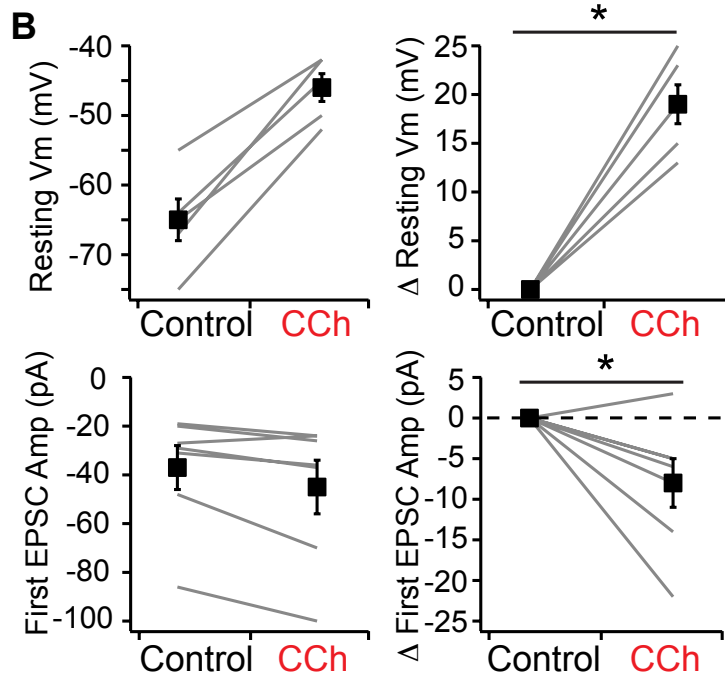 B
Resting Vm (mV)
-40
-50
-60
-70
Control CCh
Δ Resting Vm (mV)
25
20
15
10
5
0
*
Control CCh
First EPSC Amp (pA)
0
-20
-40
-60
-80
-100
Control CCh
Δ First EPSC Amp (pA)
5
0
-5
-10
-15
-20
-25
*
Control CCh